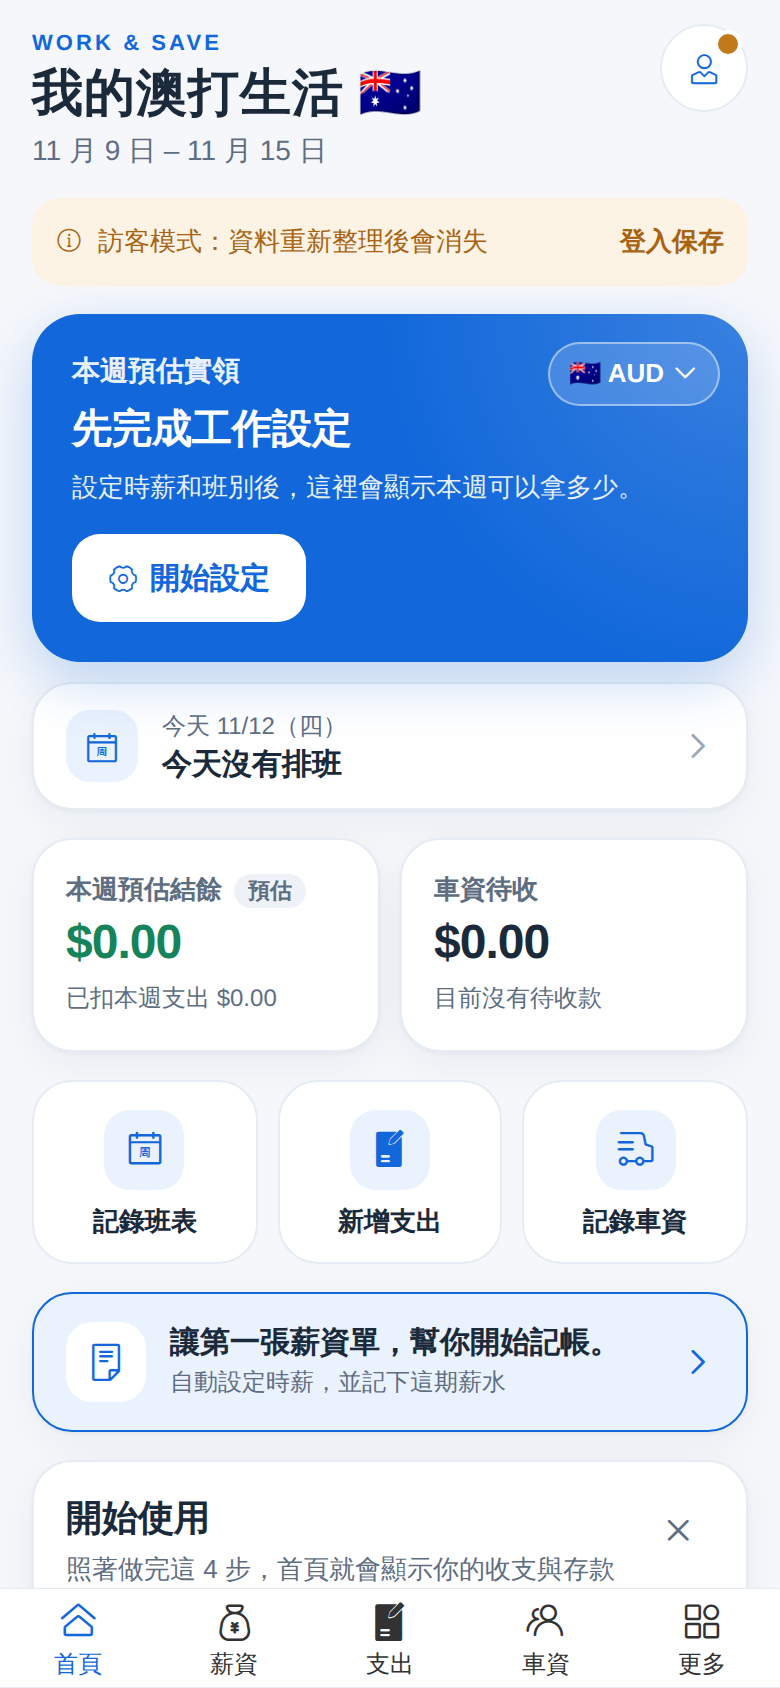 WORK & SAVE
我的澳打生活 🇦🇺
11 月 9 日 – 11 月 15 日
訪客模式：資料重新整理後會消失
登入保存
本週預估實領
🇦🇺 AUD
先完成工作設定
設定時薪和班別後，這裡會顯示本週可以拿多少。
開始設定
周
今天 11/12（四）
今天沒有排班
本週預估結餘 預估
$0.00
已扣本週支出 $0.00
車資待收
$0.00
目前沒有待收款
周
記錄班表
新增支出
記錄車資
讓第一張薪資單，幫你開始記帳。
自動設定時薪，並記下這期薪水
開始使用
照著做完這 4 步，首頁就會顯示你的收支與存款
首頁
¥
薪資
支出
車資
更多